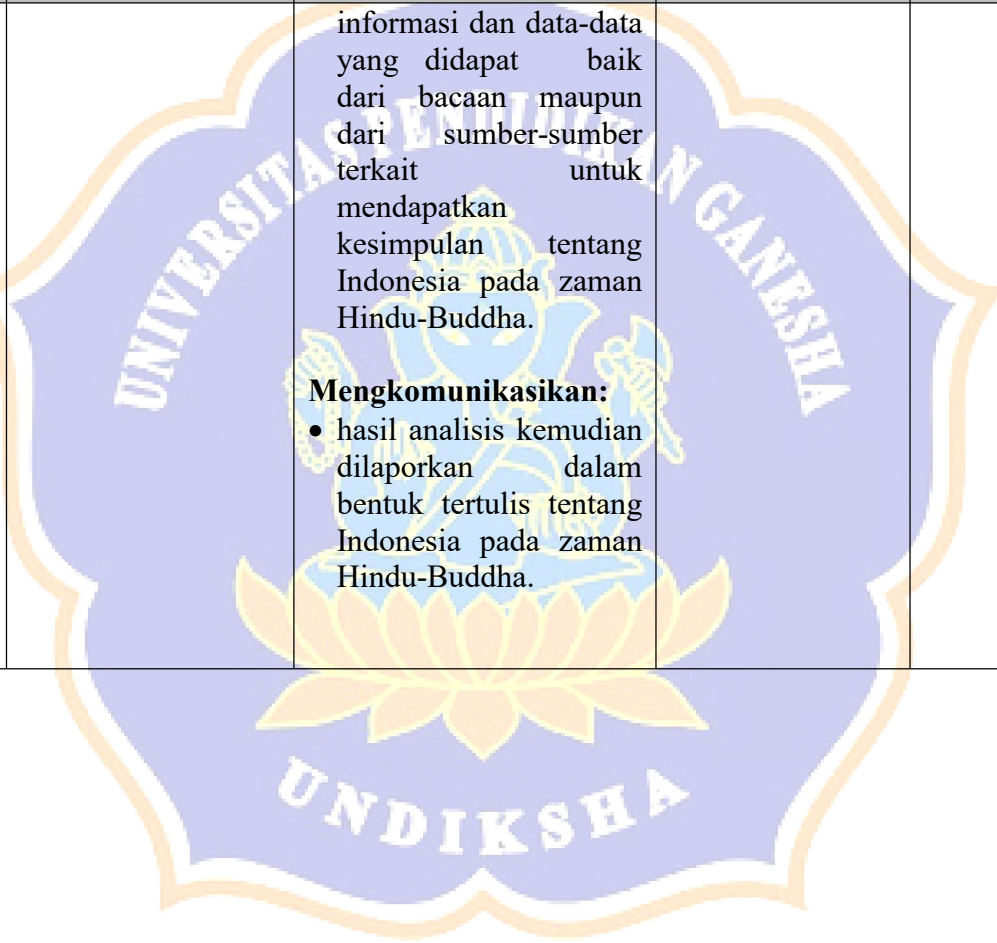 informasi dan data-data
yang didapat baik
dari bacaan maupun
dari sumber-sumber
terkait untuk
mendapatkan
kesimpulan tentang
Indonesia pada zaman
Hindu-Buddha.
Mengkomunikasikan:
• hasil analisis kemudian
dilaporkan dalam
bentuk tertulis tentang
Indonesia pada zaman
Hindu-Buddha.
UNIVERSITAS PENDIDIKAN GANESHA
UNDIKSHA